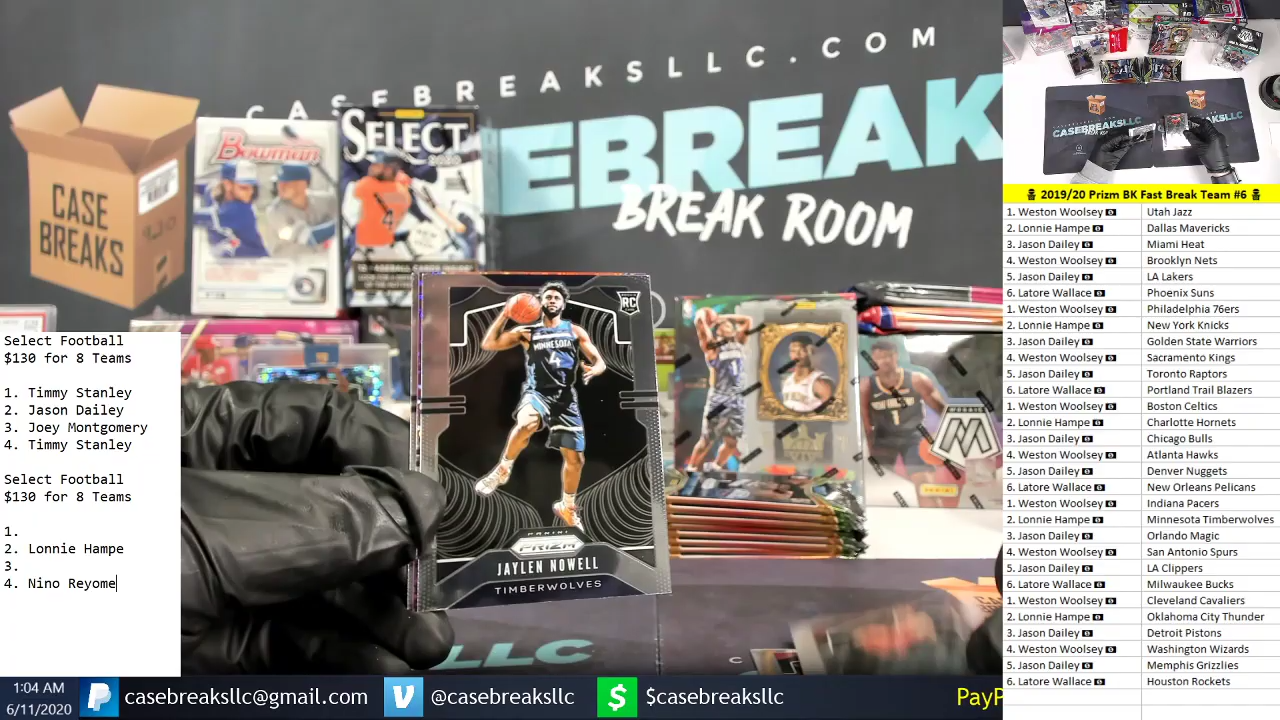 CASEBREAKSLLC.COM
EBREAK
BREAK ROOM
CASE
BREAKS
Bowman
SELECT
2020
RC
MINNESOTA
4
PANINI
PRIZM
JAYLEN NOWELL
TIMBERWOLVES
LLC
CASEBREAKSLLC
CASEBREAKSLLC
Select Football
$130 for 8 Teams
1. Timmy Stanley
2. Jason Dailey
3. Joey Montgomery
4. Timmy Stanley
Select Football
$130 for 8 Teams
1.
2. Lonnie Hampe
3.
4. Nino Reyome
2019/20 Prizm BK Fast Break Team #6
1. Weston Woolsey Utah Jazz
2. Lonnie Hampe Dallas Mavericks
3. Jason Dailey Miami Heat
4. Weston Woolsey Brooklyn Nets
5. Jason Dailey LA Lakers
6. Latore Wallace Phoenix Suns
1. Weston Woolsey Philadelphia 76ers
2. Lonnie Hampe New York Knicks
3. Jason Dailey Golden State Warriors
4. Weston Woolsey Sacramento Kings
5. Jason Dailey Toronto Raptors
6. Latore Wallace Portland Trail Blazers
1. Weston Woolsey Boston Celtics
2. Lonnie Hampe Charlotte Hornets
3. Jason Dailey Chicago Bulls
4. Weston Woolsey Atlanta Hawks
5. Jason Dailey Denver Nuggets
6. Latore Wallace New Orleans Pelicans
1. Weston Woolsey Indiana Pacers
2. Lonnie Hampe Minnesota Timberwolves
3. Jason Dailey Orlando Magic
4. Weston Woolsey San Antonio Spurs
5. Jason Dailey LA Clippers
6. Latore Wallace Milwaukee Bucks
1. Weston Woolsey Cleveland Cavaliers
2. Lonnie Hampe Oklahoma City Thunder
3. Jason Dailey Detroit Pistons
4. Weston Woolsey Washington Wizards
5. Jason Dailey Memphis Grizzlies
6. Latore Wallace Houston Rockets
1:04 AM
6/11/2020
casebreaksllc@gmail.com
@casebreaksllc
$casebreaksllc
PayP